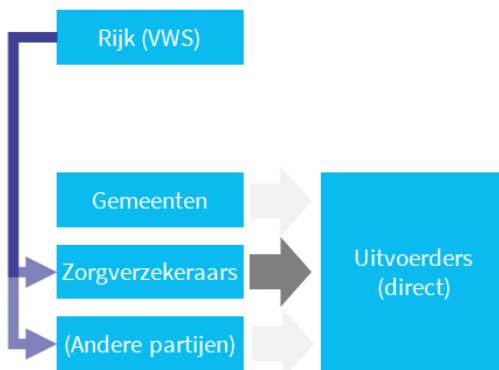 Rijk (VWS)
Gemeenten
Zorgverzekeraars
(Andere partijen)
Uitvoerders
(direct)